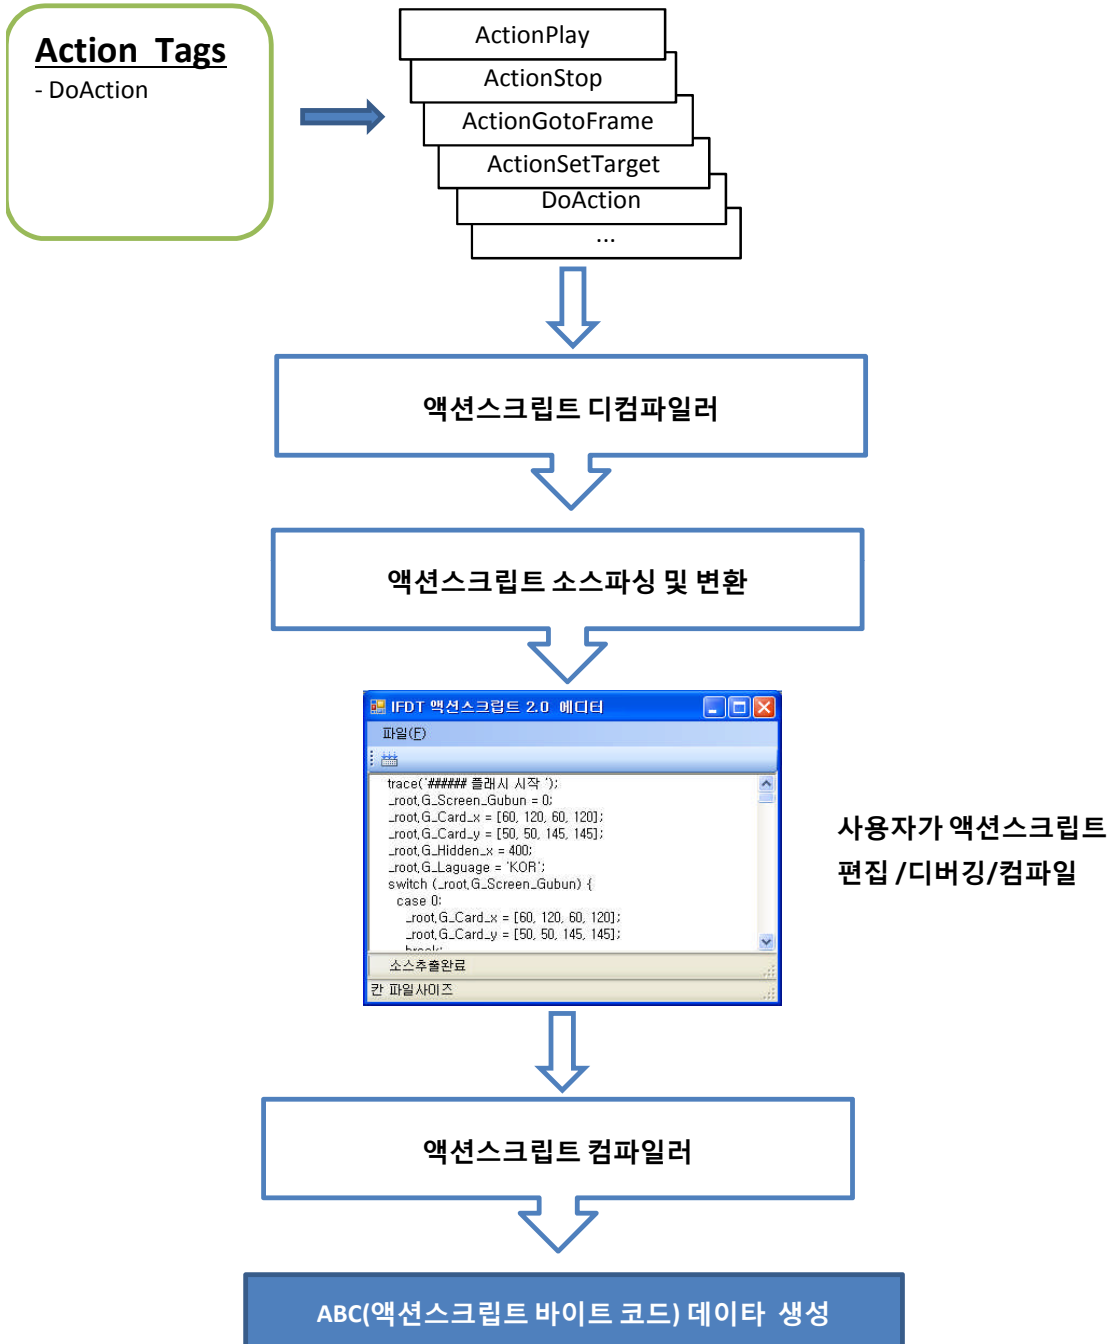 Action Tags
- DoAction
ActionPlay
ActionStop
ActionGotoFrame
ActionSetTarget
DoAction
...
액션스크립트 디컴파일러
액션스크립트 소스파싱 및 변환
IFDT 액션스크립트 2.0 에디터
파일(F)
trace('###### 플래시 시작 ');
_root.G_Screen_Gubun = 0;
_root.G_Card_x = [60, 120, 60, 120];
_root.G_Card_y = [50, 50, 145, 145];
_root.G_Hidden_x = 400;
_root.G_Laguage = 'KOR';
switch (_root.G_Screen_Gubun) {
case 0:
_root.G_Card_x = [60, 120, 60, 120];
_root.G_Card_y = [50, 50, 145, 145];
break;
소스추출완료
칸 파일사이즈
사용자가 액션스크립트
편집 /디버깅/컴파일
액션스크립트 컴파일러
ABC(액션스크립트 바이트 코드) 데이타 생성